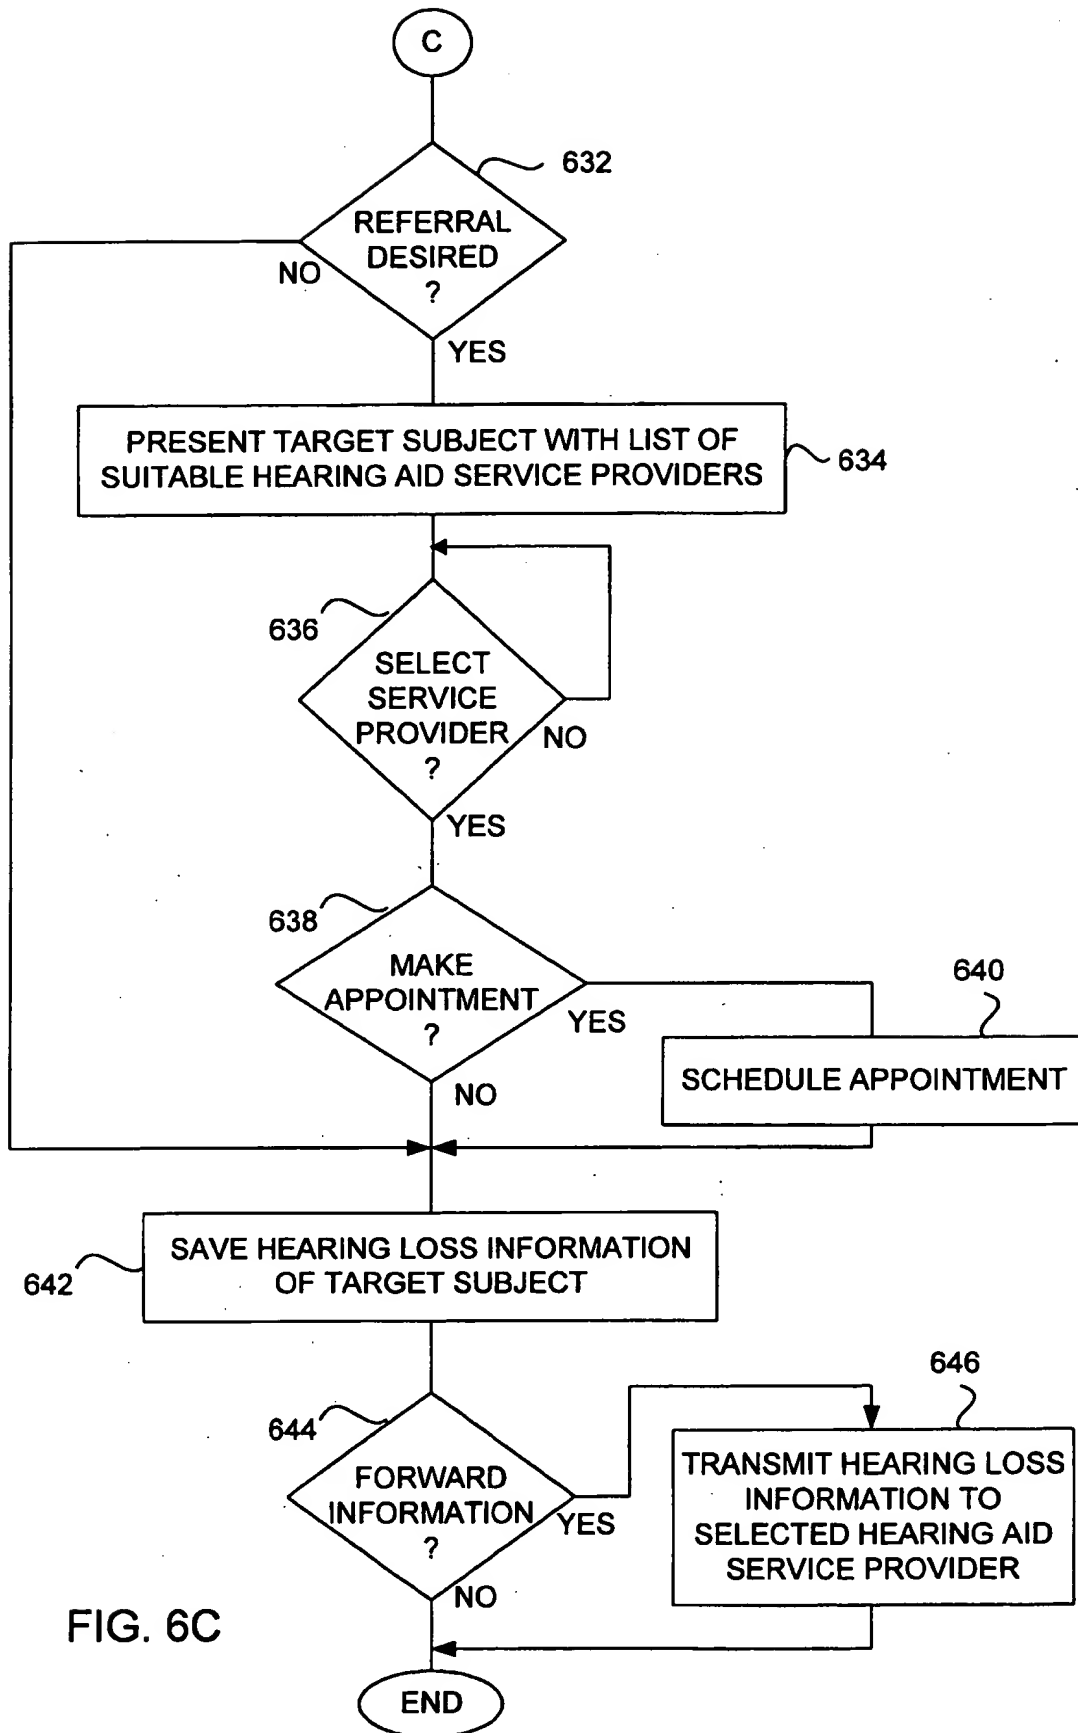 C
632
REFERRAL
DESIRED
?
NO
YES
PRESENT TARGET SUBJECT WITH LIST OF
SUITABLE HEARING AID SERVICE PROVIDERS
634
636
SELECT
SERVICE
PROVIDER
?
NO
YES
638
MAKE
APPOINTMENT
?
YES
NO
640
SCHEDULE APPOINTMENT
SAVE HEARING LOSS INFORMATION
OF TARGET SUBJECT
642
644
FORWARD
INFORMATION
?
YES
NO
646
TRANSMIT HEARING LOSS
INFORMATION TO
SELECTED HEARING AID
SERVICE PROVIDER
FIG. 6C
END